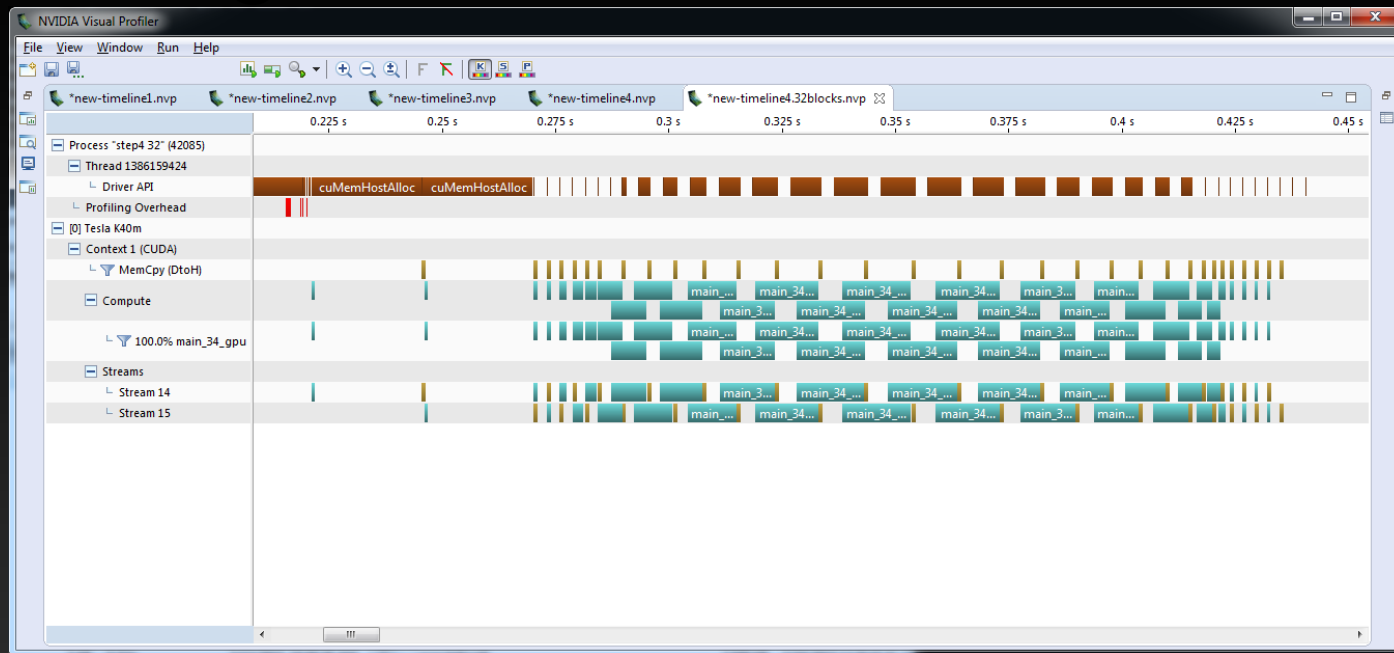 NVIDIA Visual Profiler
File View Window Run Help
K S P
*new-timeline1.nvp *new-timeline2.nvp *new-timeline3.nvp *new-timeline4.nvp *new-timeline4.32blocks.nvp
0.225 s 0.25 s 0.275 s 0.3 s 0.325 s 0.35 s 0.375 s 0.4 s 0.425 s 0.45 s
Process "step4 32" (42085)
Thread 1386159424
Driver API cuMemHostAlloc cuMemHostAlloc
Profiling Overhead
[0] Tesla K40m
Context 1 (CUDA)
MemCpy (DtoH)
Compute
main_... main_34... main_34_... main_34... main_3... main...
main_3... main_34_... main_34_... main_34... main_...
100.0% main_34_gpu
main_... main_34... main_34_... main_34... main_3... main...
main_3... main_34_... main_34_... main_34... main_...
Streams
Stream 14 main_3... main_34_... main_34_... main_34... main_...
Stream 15 main_... main_34... main_34_... main_34... main_3... main...